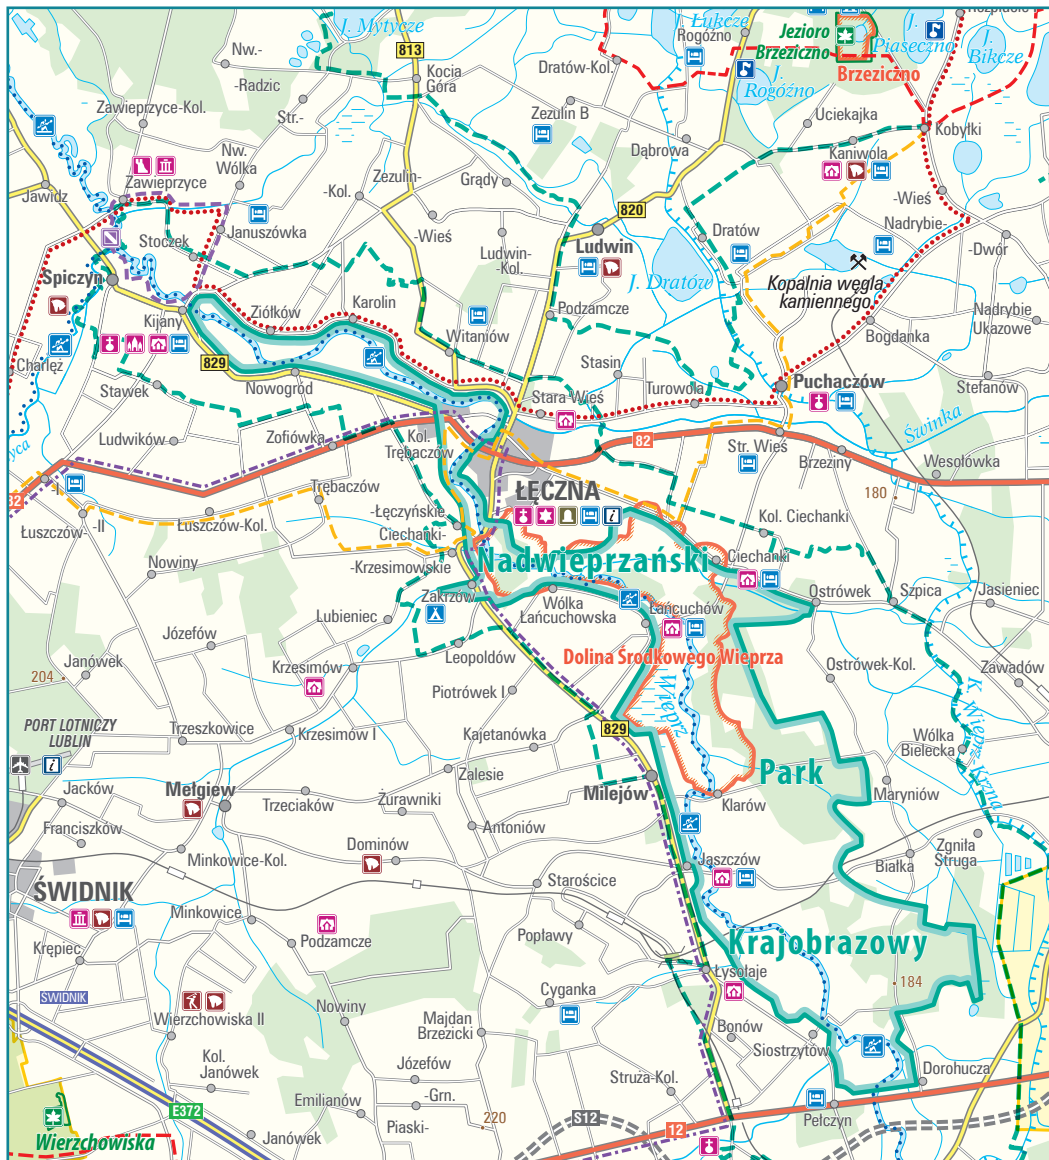 J. Mytycze
813
Nw.-
-Radzic
Kocia
Góra
Zawieprzyce-Kol.
Str.-
Nw.
Wólka
Zawieprzyce
Jawidz
Januszówka
Stoczek
Spiczyn
Kijany
Charlęż
Ziółków
Karolin
829
Nowogród
Stawek
Ludwików
Zofiówka
Zezulin-
-Kol.
-Wieś
Grądy
Ludwin-
-Kol.
Witaniów
Dratów-Kol.
Zezulin B
J. Łukcze
Rogóźno
J.
Rogóźno
Dąbrowa
820
Ludwin
Podzamcze
J. Dratów
Dratów
Jezioro
Brzeziczno
Brzeziczno
J.
Piaseczno
J.
Bikcze
Uciekajka
Kobyłki
Kaniwola
-Wieś
Nadrybie
-Dwór
Kopalnia węgla
kamiennego
Nadrybie
Ukazowe
Bogdanka
Stefanów
Stasin
Turowola
Puchaczów
Stara Wieś
82
Str. Wieś
Świnka
Brzeziny
Wesołówka
180
Kol.
Trębaczów
ŁĘCZNA
Trębaczów
82
-I
-II
Łuszczów-
Łuszczów-Kol.
-Łęczyńskie
Ciechanki-
-Krzesimowskie
Nadwieprzański
Kol. Ciechanki
Ciechanki
Ostrówek
Szpica
Jasieniec
Nowiny
Zakrzów
Wólka
Łańcuchowska
Łańcuchów
Lubieniec
Józefów
Leopoldów
Dolina Środkowego Wieprza
Janówek
204
Krzesimów
Piotrówek I
Wieprz
Ostrówek-Kol.
Zawadów
K. Wieprz-Krzna
PORT LOTNICZY
LUBLIN
Trzeszkowice
Krzesimów I
Kajetanówka
829
Wólka
Bielecka
Park
Zalesie
Milejów
Jacków
Mełgiew
Trzeciaków
Żurawniki
Klarów
Maryniów
Franciszków
Antoniów
Zgniła
Struga
Minkowice-Kol.
Dominów
Jaszczów
Białka
ŚWIDNIK
Starościce
Minkowice
Krępiec
Podzamcze
Popławy
Krajobrazowy
Łysołaje
184
SWIDNIK
Cyganka
Wierzchowiska II
Nowiny
Majdan
Brzezicki
Bonów
Siostrzytów
Kol.
Janówek
Józefów
-Grn.
Struża-Kol.
Dorohucza
E372
Emilianów
220
S12
12
Pełczyn
Wierzchowiska
Janówek
Piaski-